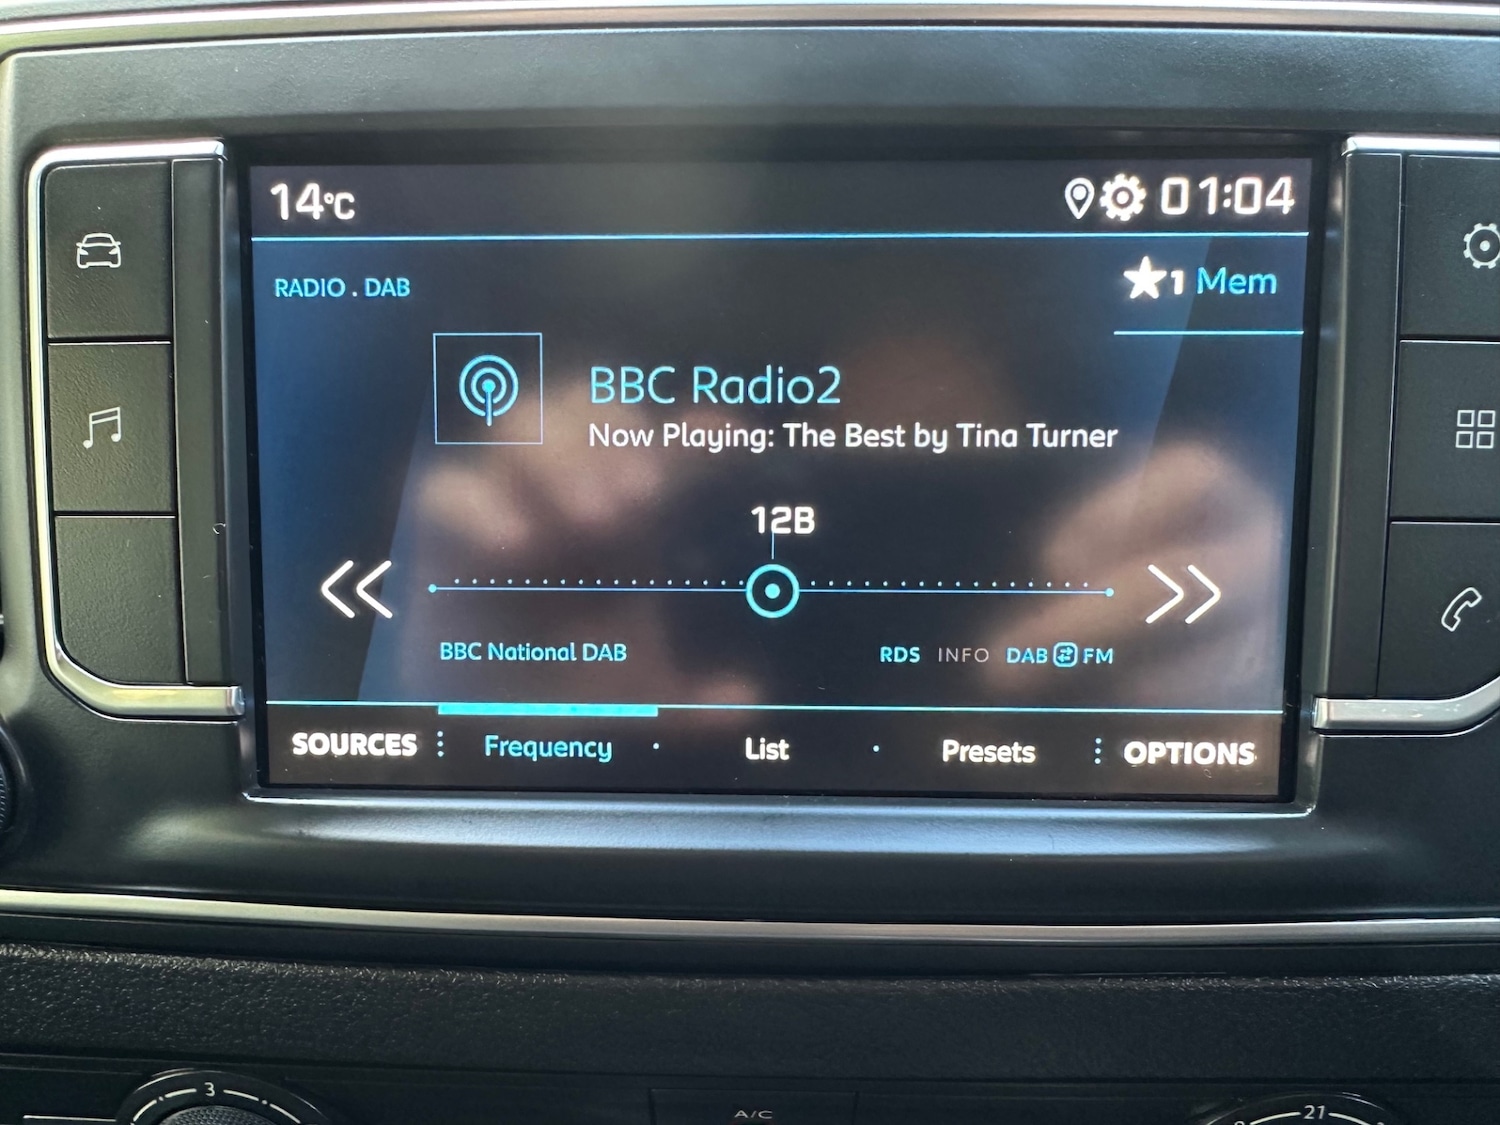 14°C 01:04
RADIO . DAB
1 Mem
BBC Radio2
Now Playing: The Best by Tina Turner
12B
BBC National DAB
RDS INFO DAB FM
SOURCES Frequency List Presets OPTIONS
3
A/C
21